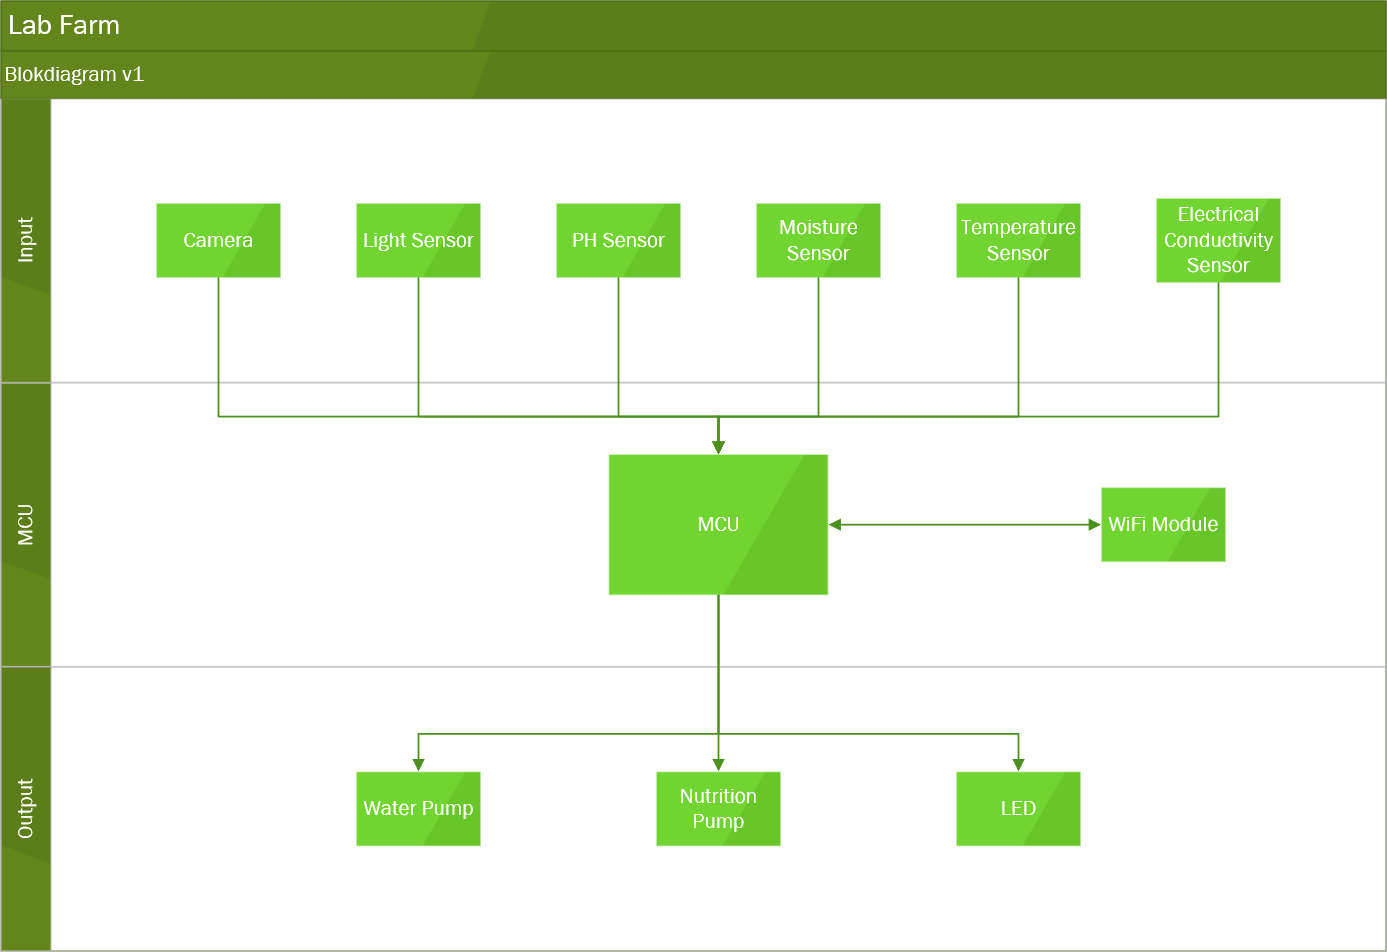 Lab Farm
Blokdiagram v1
Input
Camera
Light Sensor
PH Sensor
Moisture
Sensor
Temperature
Sensor
Electrical
Conductivity
Sensor
MCU
MCU
WiFi Module
Output
Water Pump
Nutrition
Pump
LED